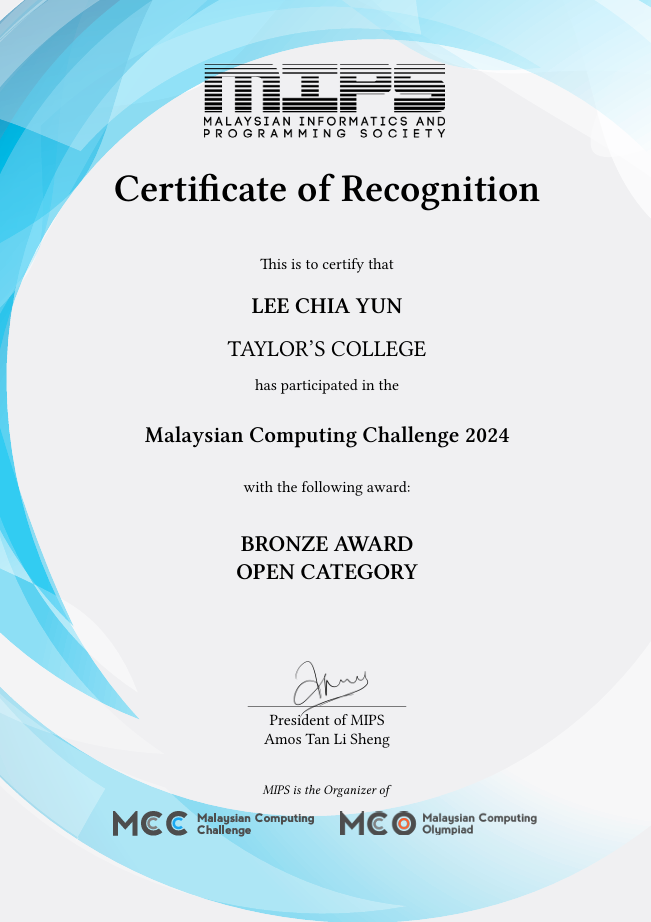 MIPS
MALAYSIAN INFORMATICS AND
PROGRAMMING SOCIETY
Certificate of Recognition
This is to certify that
LEE CHIA YUN
TAYLOR’S COLLEGE
has participated in the
Malaysian Computing Challenge 2024
with the following award:
BRONZE AWARD
OPEN CATEGORY
President of MIPS
Amos Tan Li Sheng
MIPS is the Organizer of
MCC Malaysian Computing Challenge
MCO Malaysian Computing Olympiad